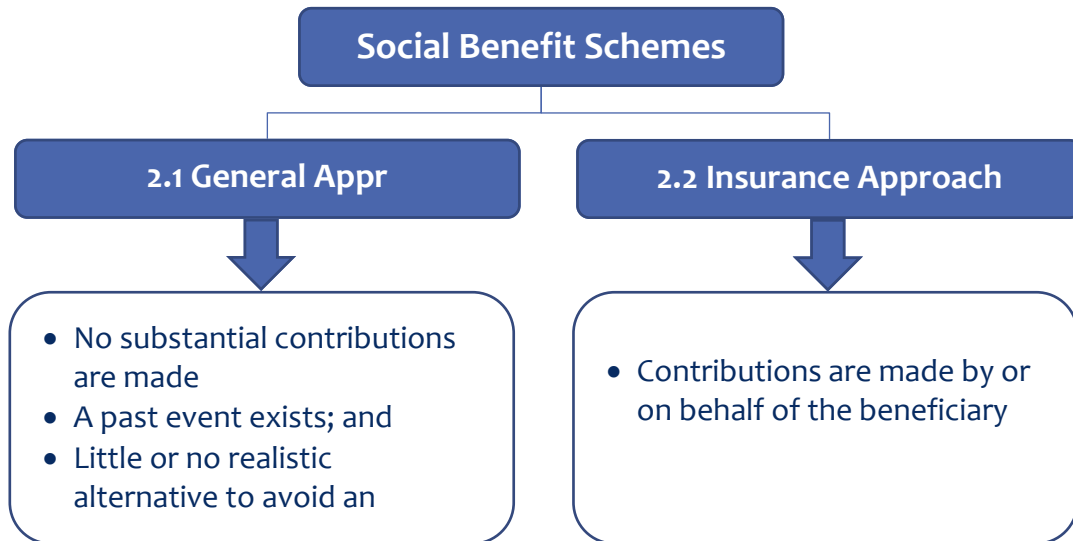 Social Benefit Schemes
2.1 General Appr
2.2 Insurance Approach
• No substantial contributions
are made
• A past event exists; and
• Little or no realistic
alternative to avoid an
• Contributions are made by or
on behalf of the beneficiary